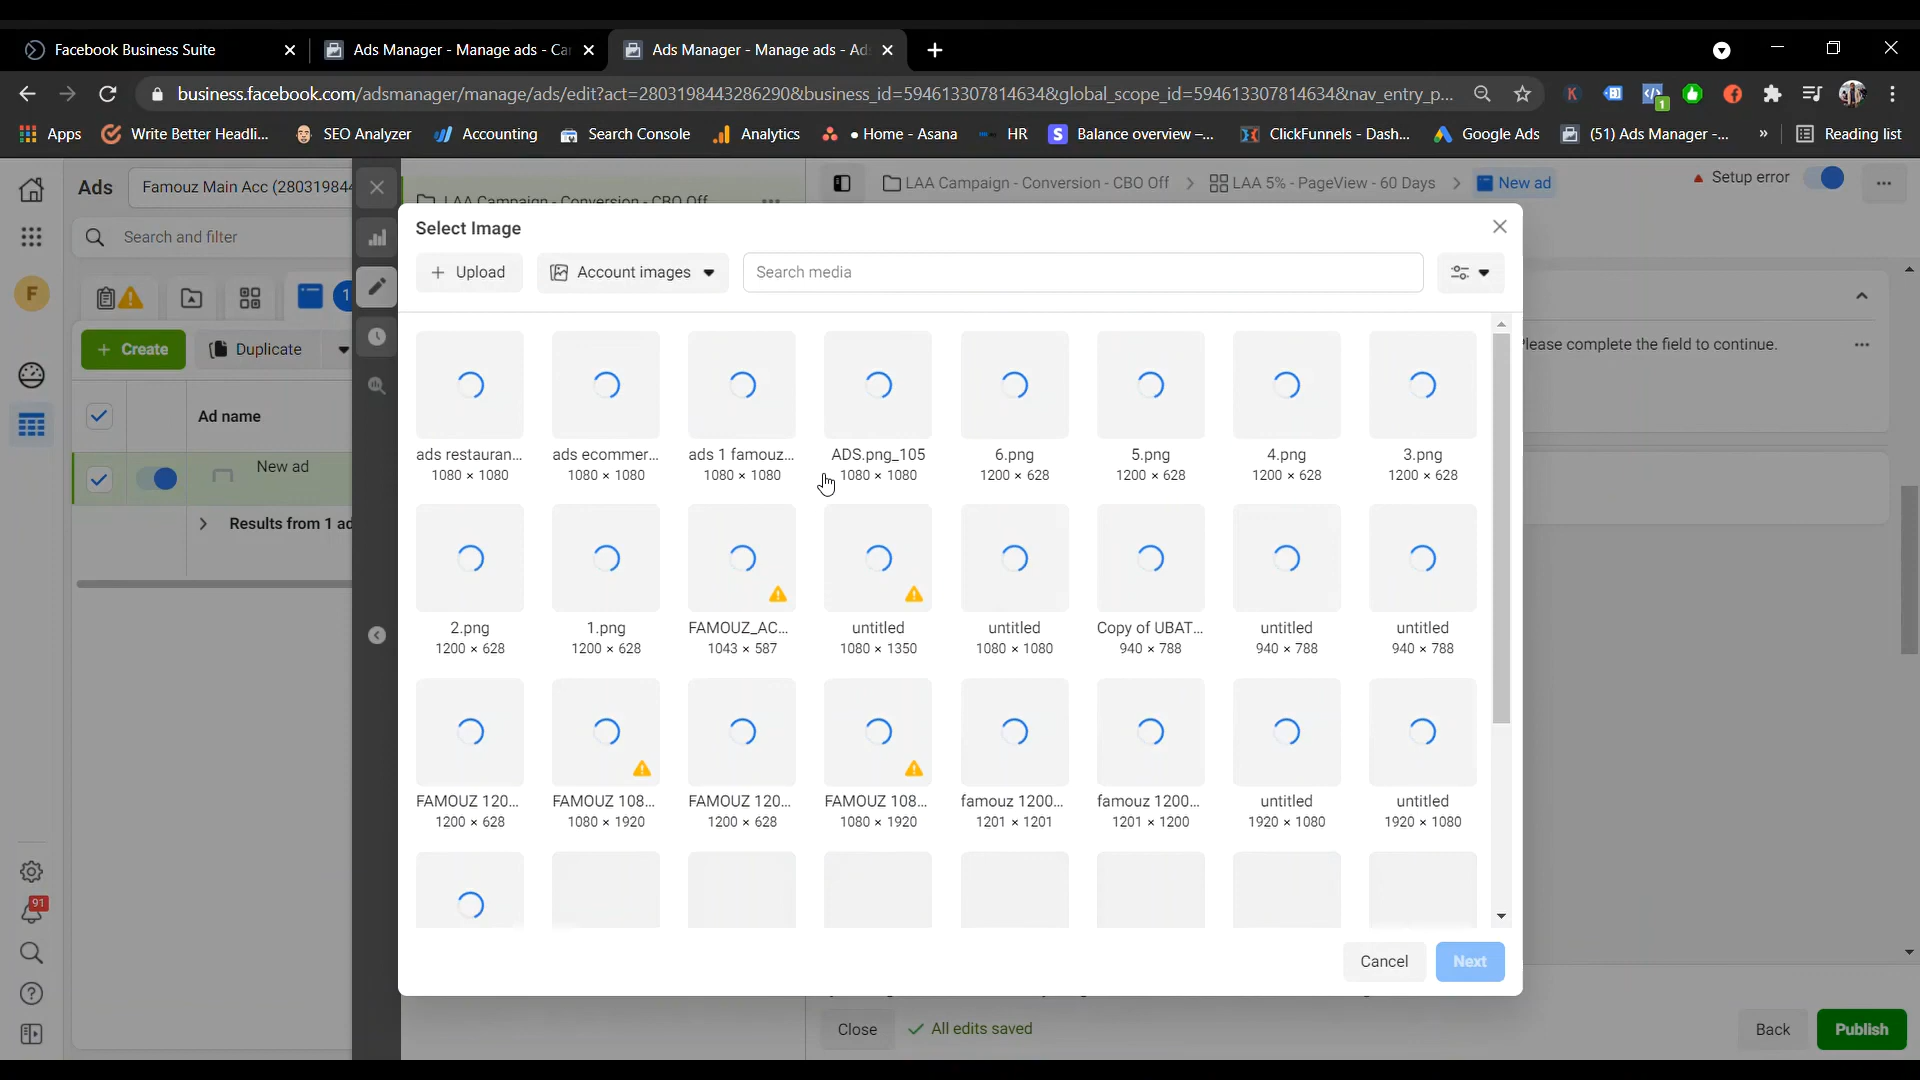 Facebook Business Suite
Ads Manager - Manage ads - Ca
Ads Manager - Manage ads - Ad
business.facebook.com/adsmanager/manage/ads/edit?act=2803198443286290&business_id=594613307814634&global_scope_id=594613307814634&nav_entry_p...
Apps
Write Better Headli...
SEO Analyzer
Accounting
Search Console
Analytics
• Home - Asana
HR
Balance overview –...
ClickFunnels - Dash...
Google Ads
(51) Ads Manager -...
»
Reading list
Ads
Famouz Main Acc (280319844
LAA Campaign - Conversion - CBO Off
LAA Campaign - Conversion - CBO Off
LAA 5% - PageView - 60 Days
New ad
Setup error
Search and filter
F
1
+ Create
Duplicate
Ad name
New ad
Results from 1 ad
91
Select Image
+ Upload
Account images
Search media
ads restauran...
1080 × 1080
ads ecommer...
1080 × 1080
ads 1 famouz...
1080 × 1080
ADS.png_105
1080 × 1080
6.png
1200 × 628
5.png
1200 × 628
4.png
1200 × 628
3.png
1200 × 628
2.png
1200 × 628
1.png
1200 × 628
FAMOUZ_AC...
1043 × 587
untitled
1080 × 1350
untitled
1080 × 1080
Copy of UBAT...
940 × 788
untitled
940 × 788
untitled
940 × 788
FAMOUZ 120...
1200 × 628
FAMOUZ 108...
1080 × 1920
FAMOUZ 120...
1200 × 628
FAMOUZ 108...
1080 × 1920
famouz 1200...
1201 × 1201
famouz 1200...
1201 × 1200
untitled
1920 × 1080
untitled
1920 × 1080
Cancel
Next
Please complete the field to continue.
Close
All edits saved
Back
Publish